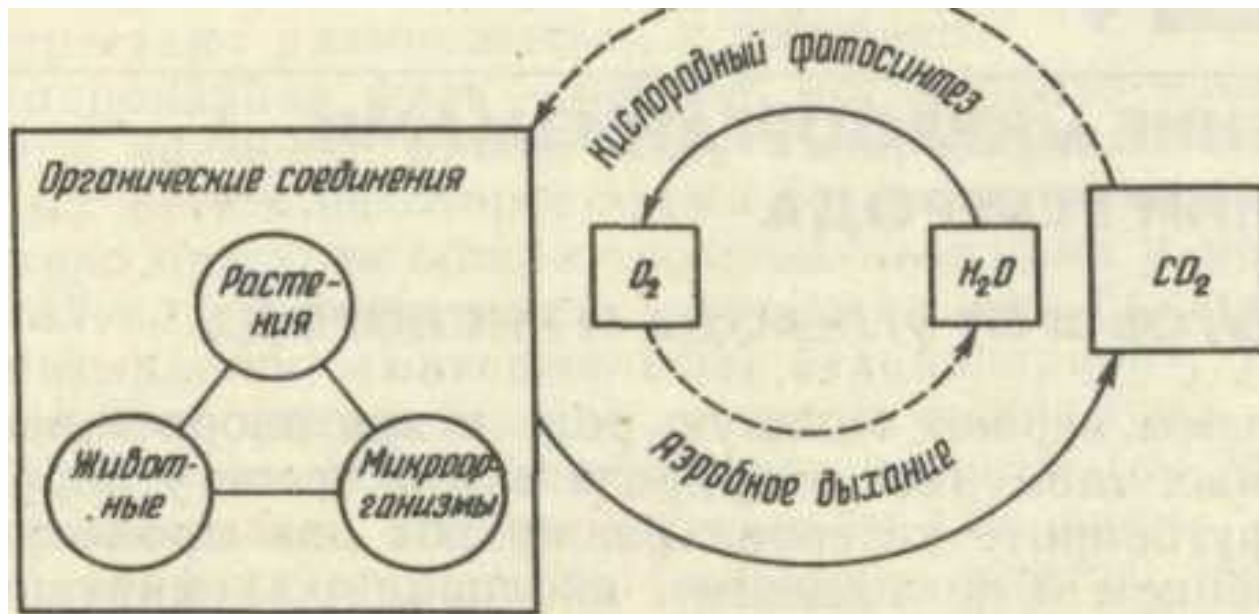 Кислородный фотосинтез
Органические соединения
Расте-
ния
Живот-
ные
Микроор-
ганизмы
O₂
H₂O
CO₂
Аэробное дыхание